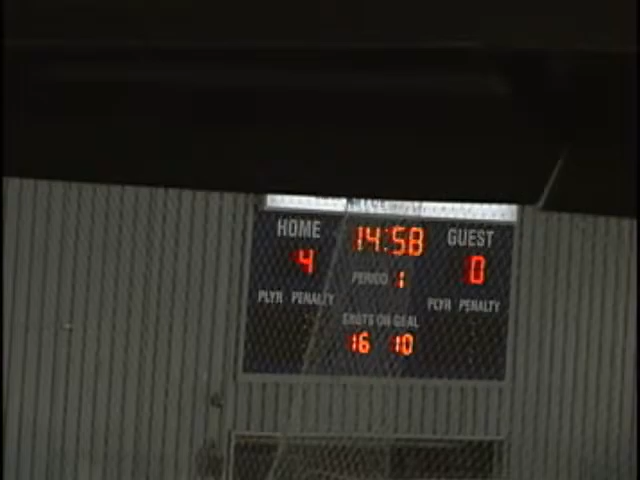 HOME 14:58 GUEST
4 PERIOD 1 0
PLYR PENALTY PLYR PENALTY
SHOTS ON GOAL
16 10